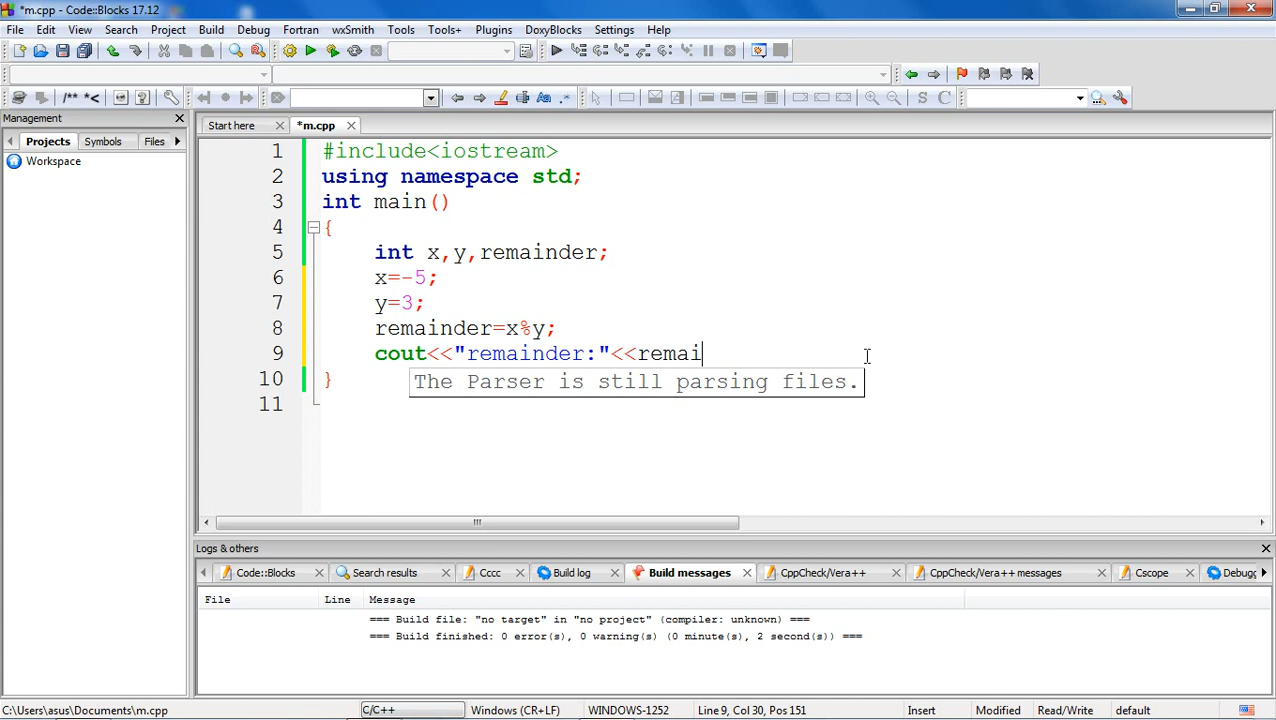 *m.cpp - Code::Blocks 17.12
File Edit View Search Project Build Debug Fortran wxSmith Tools Tools+ Plugins DoxyBlocks Settings Help
/** *< Aa .* S C
Management
Projects Symbols Files
Workspace
Start here *m.cpp
1 #include<iostream>
2 using namespace std;
3 int main()
4 {
5 int x,y,remainder;
6 x=-5;
7 y=3;
8 remainder=x%y;
9 cout<<"remainder:"<<remai
10 }
The Parser is still parsing files.
11
Logs & others
Code::Blocks Search results Cccc Build log Build messages CppCheck/Vera++ CppCheck/Vera++ messages Cscope Debugg
File Line Message
=== Build file: "no target" in "no project" (compiler: unknown) ===
=== Build finished: 0 error(s), 0 warning(s) (0 minute(s), 2 second(s)) ===
C:\Users\asus\Documents\m.cpp C/C++ Windows (CR+LF) WINDOWS-1252 Line 9, Col 30, Pos 151 Insert Modified Read/Write default